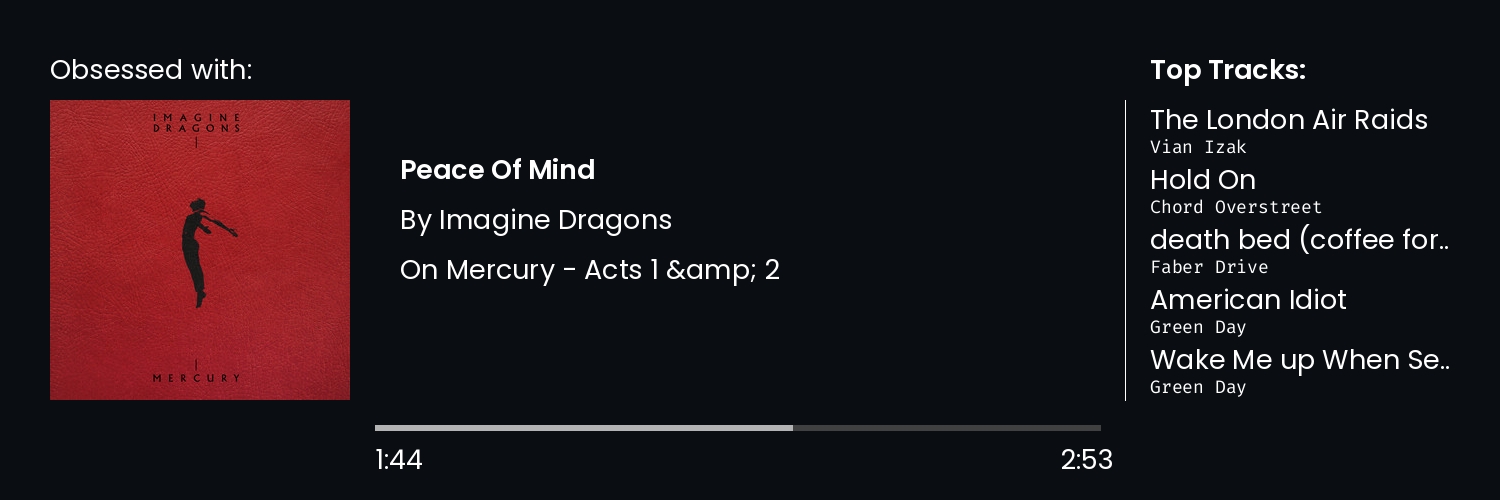 Obsessed with:
IMAGINE
DRAGONS
MERCURY
Peace Of Mind
By Imagine Dragons
On Mercury - Acts 1 &amp; 2
1:44
2:53
Top Tracks:
The London Air Raids
Vian Izak
Hold On
Chord Overstreet
death bed (coffee for..
Faber Drive
American Idiot
Green Day
Wake Me up When Se..
Green Day